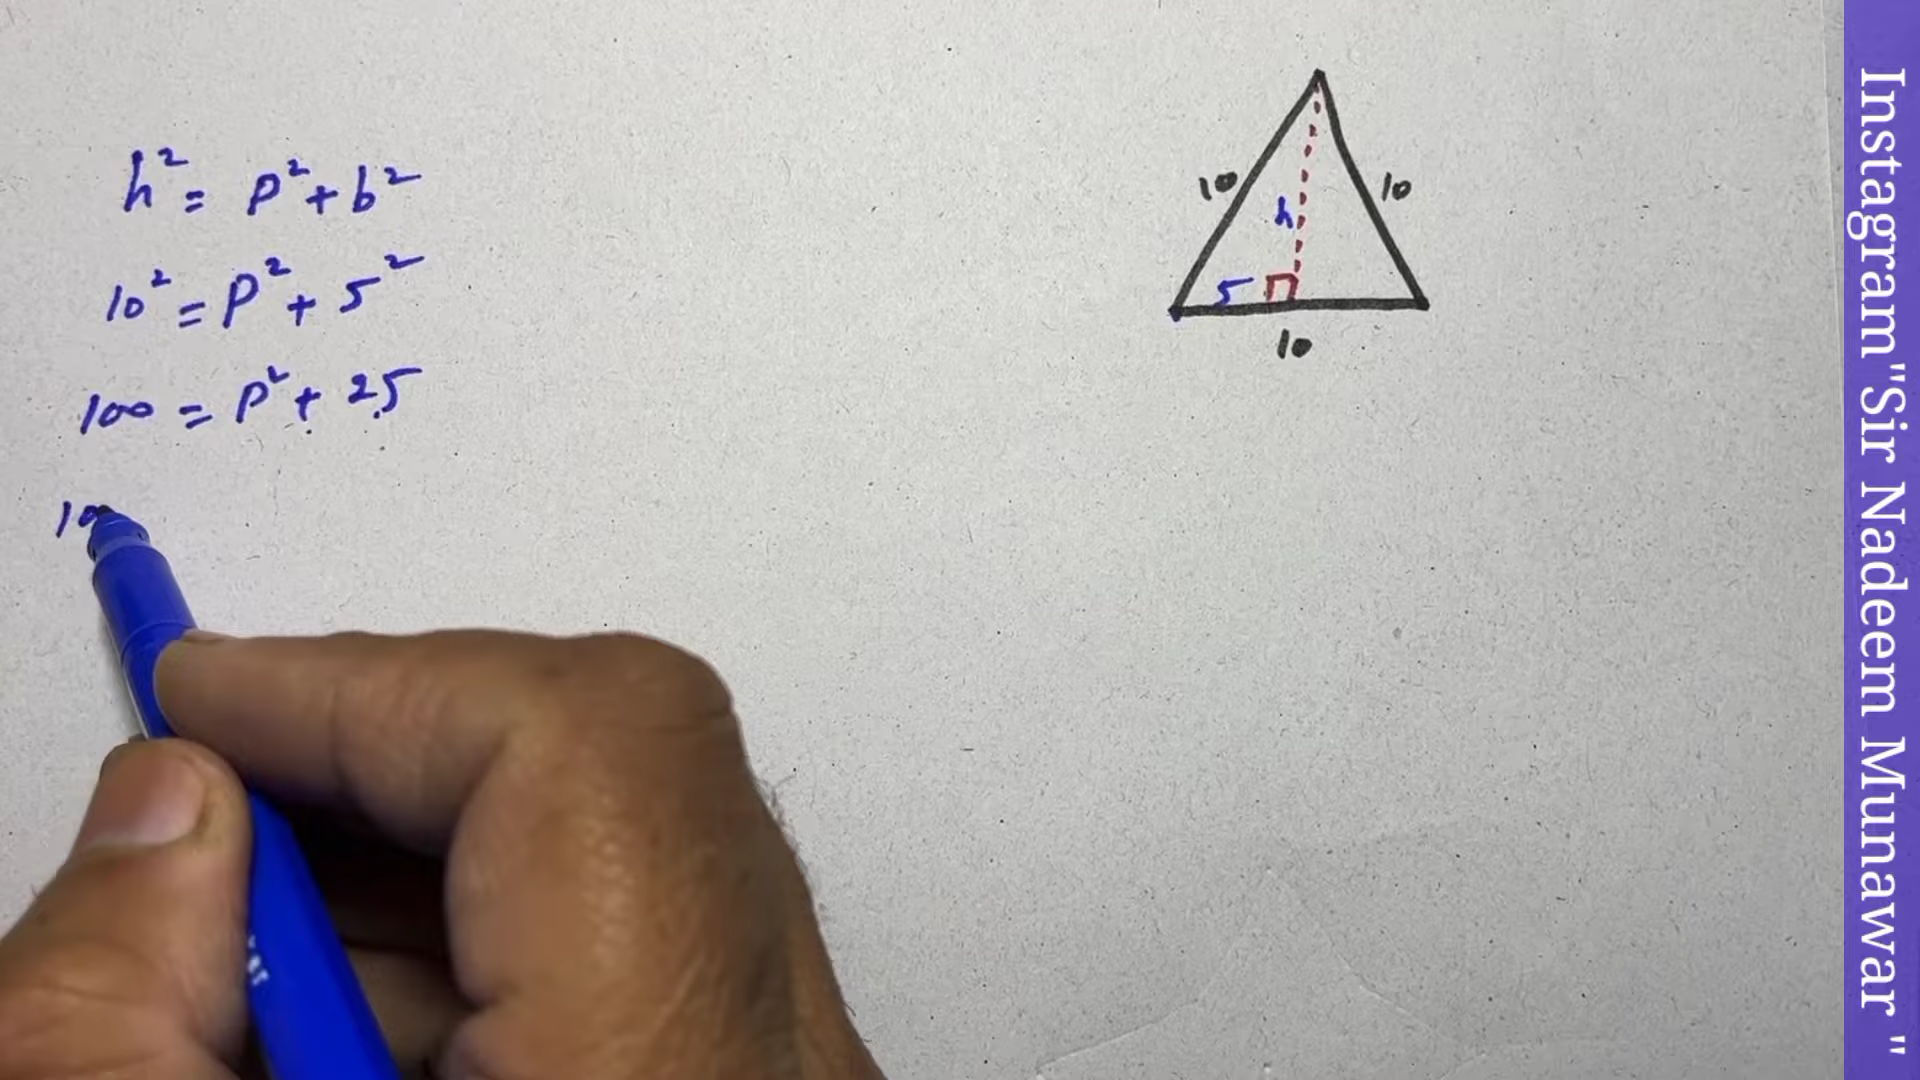 h² = p² + b²
10² = p² + 5²
100 = p² + 25
10
10
10
h
5
10
Instagram"Sir Nadeem Munawar "